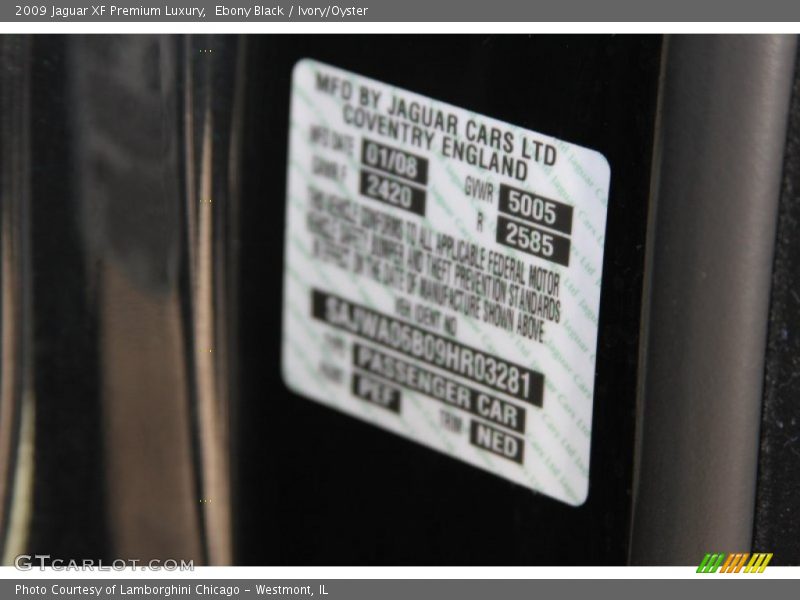 2009 Jaguar XF Premium Luxury, Ebony Black / Ivory/Oyster
MFD BY JAGUAR CARS LTD
COVENTRY ENGLAND
MFD DATE 01/08 GVWR 5005
GAWR F 2420 R 2585
THIS VEHICLE CONFORMS TO ALL APPLICABLE FEDERAL MOTOR
VEHICLE SAFETY BUMPER AND THEFT PREVENTION STANDARDS
IN EFFECT ON THE DATE OF MANUFACTURE SHOWN ABOVE.
VEH. IDENT NO
SAJWA06B09HR03281
TYPE PASSENGER CAR
PEF TRIM NED
GTCARLOT.COM
Photo Courtesy of Lamborghini Chicago - Westmont, IL